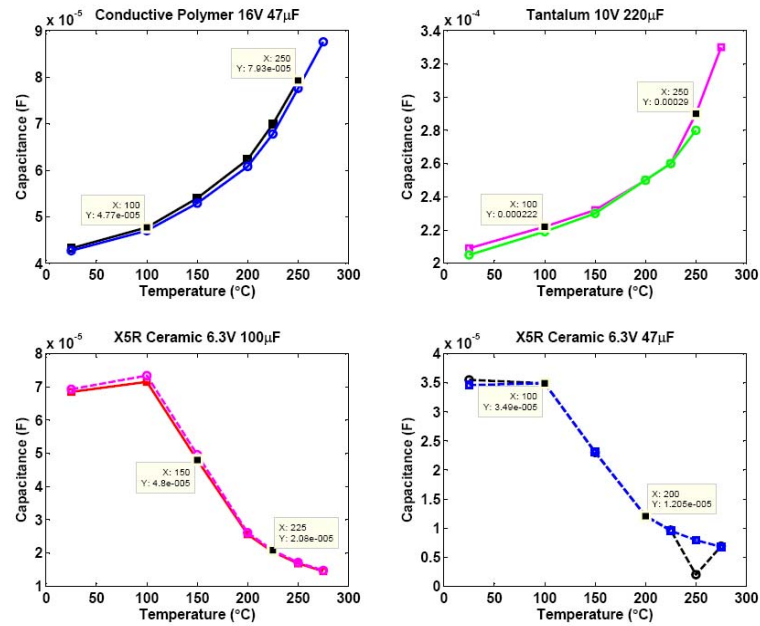 Conductive Polymer 16V 47µF
x 10 -5
9
8
7
6
5
4
Capacitance (F)
X: 250
Y: 7.93e-005
X: 100
Y: 4.77e-005
0 50 100 150 200 250 300
Temperature (°C)
Tantalum 10V 220µF
x 10 -4
3.4
3.2
3
2.8
2.6
2.4
2.2
2
Capacitance (F)
X: 250
Y: 0.00029
X: 100
Y: 0.000222
0 50 100 150 200 250 300
Temperature (°C)
X5R Ceramic 6.3V 100µF
x 10 -5
8
7
6
5
4
3
2
1
Capacitance (F)
X: 150
Y: 4.8e-005
X: 225
Y: 2.08e-005
0 50 100 150 200 250 300
Temperature (°C)
X5R Ceramic 6.3V 47µF
x 10 -5
4.0
3.5
3.0
2.5
2.0
1.5
1.0
0.5
0
Capacitance (F)
X: 100
Y: 3.49e-005
X: 200
Y: 1.205e-005
0 50 100 150 200 250 300
Temperature (°C)